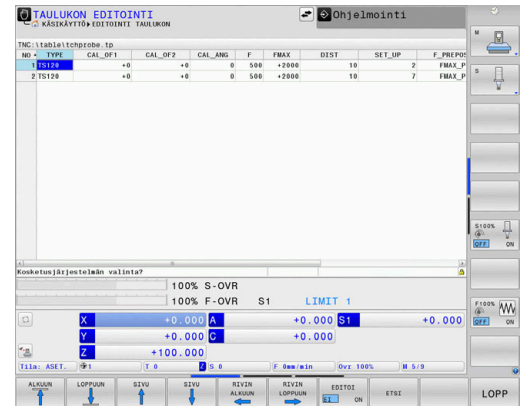 TAULUKON EDITOINTI
KÄSIKÄYTTÖ▸EDITOINTI TAULUKON
Ohjelmointi
TNC:\table\tchprobe.tp
NO TYPE CAL_OF1 CAL_OF2 CAL_ANG F FMAX DIST SET_UP F_PREPOS
1 TS120 +0 +0 0 500 +2000 10 2 FMAX_P
2 TS120 +0 +0 0 500 +2000 10 7 FMAX_P
Kosketusjärjestelmän valinta?
100% S-OVR
100% F-OVR S1 LIMIT 1
X +0.000 A +0.000 S1 +0.000
Y +0.000 C +0.000
Z +100.000
Tila: ASET. 1 T 0 Z S 0 F 0mm/min Ovr 100% M 5/9
M
S
S100%
OFF ON
F100%
OFF ON
ALKUUN
LOPPUUN
SIVU
SIVU
RIVIN
ALKUUN
RIVIN
LOPPUUN
EDITOI
EI ON
ETSI
LOPP